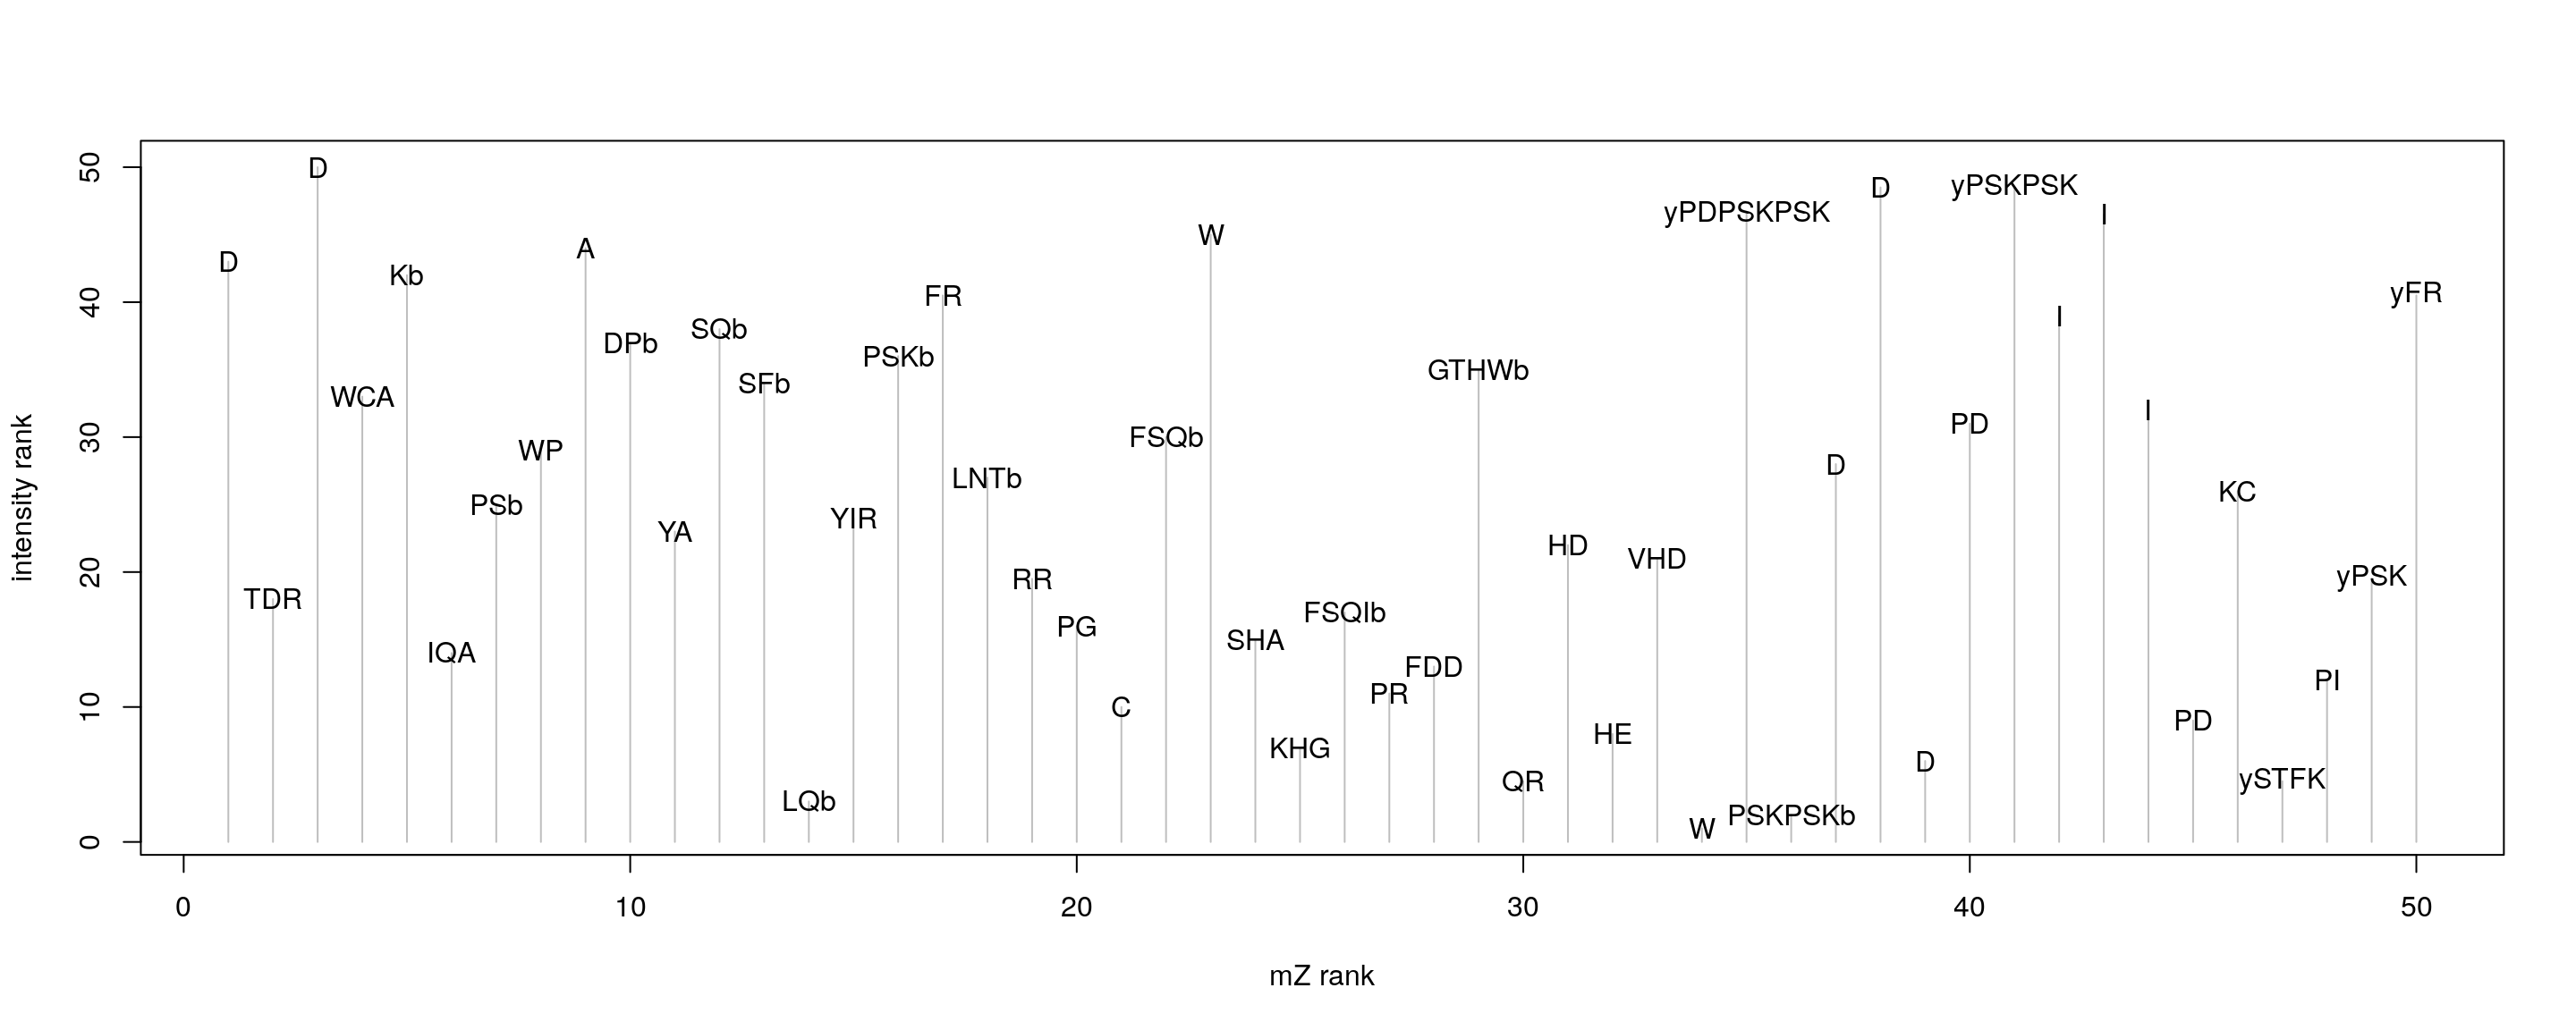 D
yPSKPSK
D
yPDPSKPSK
I
W
A
D
Kb
FR
yFR
I
SQb
DPb
PSKb
GTHWb
SFb
WCA
I
PD
FSQb
WP
D
LNTb
KC
PSb
YIR
YA
HD
VHD
RR
yPSK
TDR
FSQIb
PG
SHA
IQA
FDD
PI
PR
C
PD
HE
KHG
D
QR
ySTFK
LQb
PSKPSKb
W
50
40
30
20
10
0
intensity rank
0 10 20 30 40 50
mZ rank